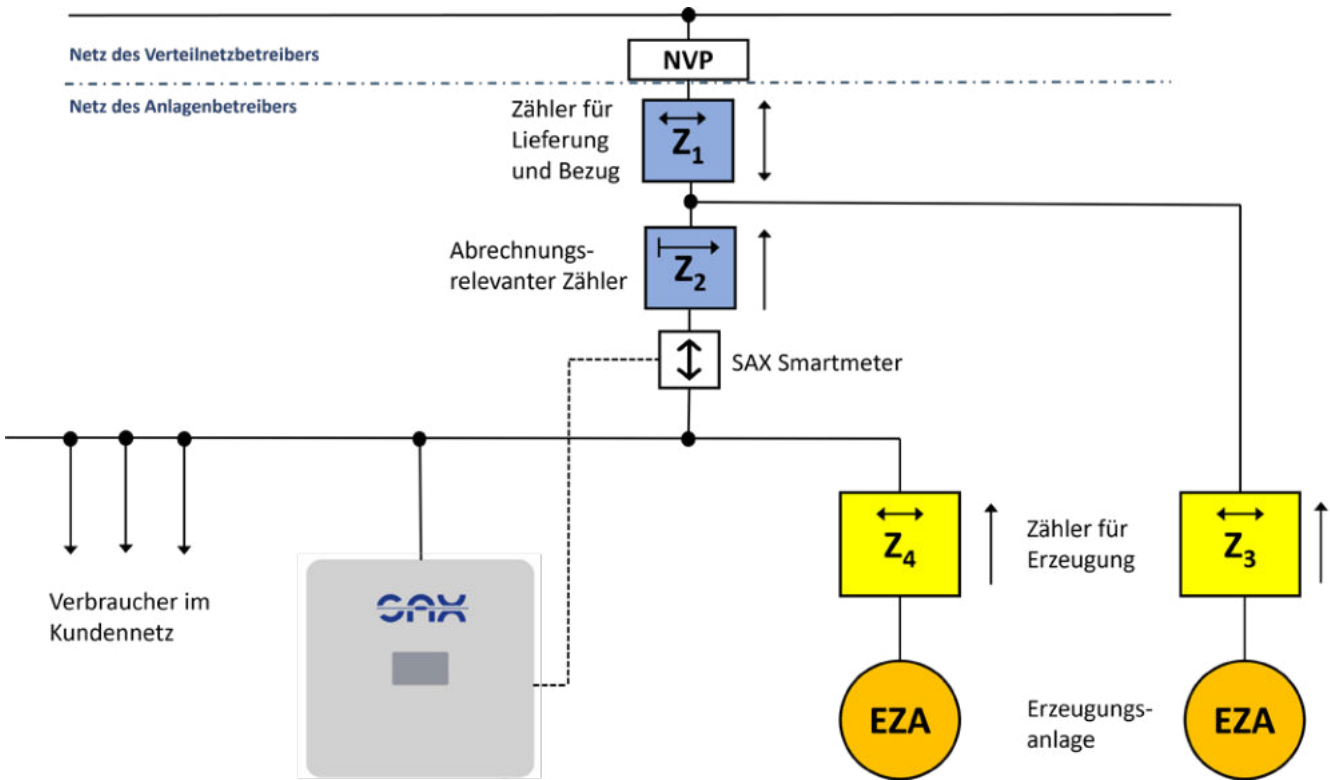 Netz des Verteilnetzbetreibers
NVP
Netz des Anlagenbetreibers
Zähler für
Lieferung
und Bezug
Z1
Abrechnungs-
relevanter Zähler
Z2
SAX Smartmeter
Z4
Zähler für
Erzeugung
Z3
Verbraucher im
Kundennetz
SAX
EZA
Erzeugungs-
anlage
EZA